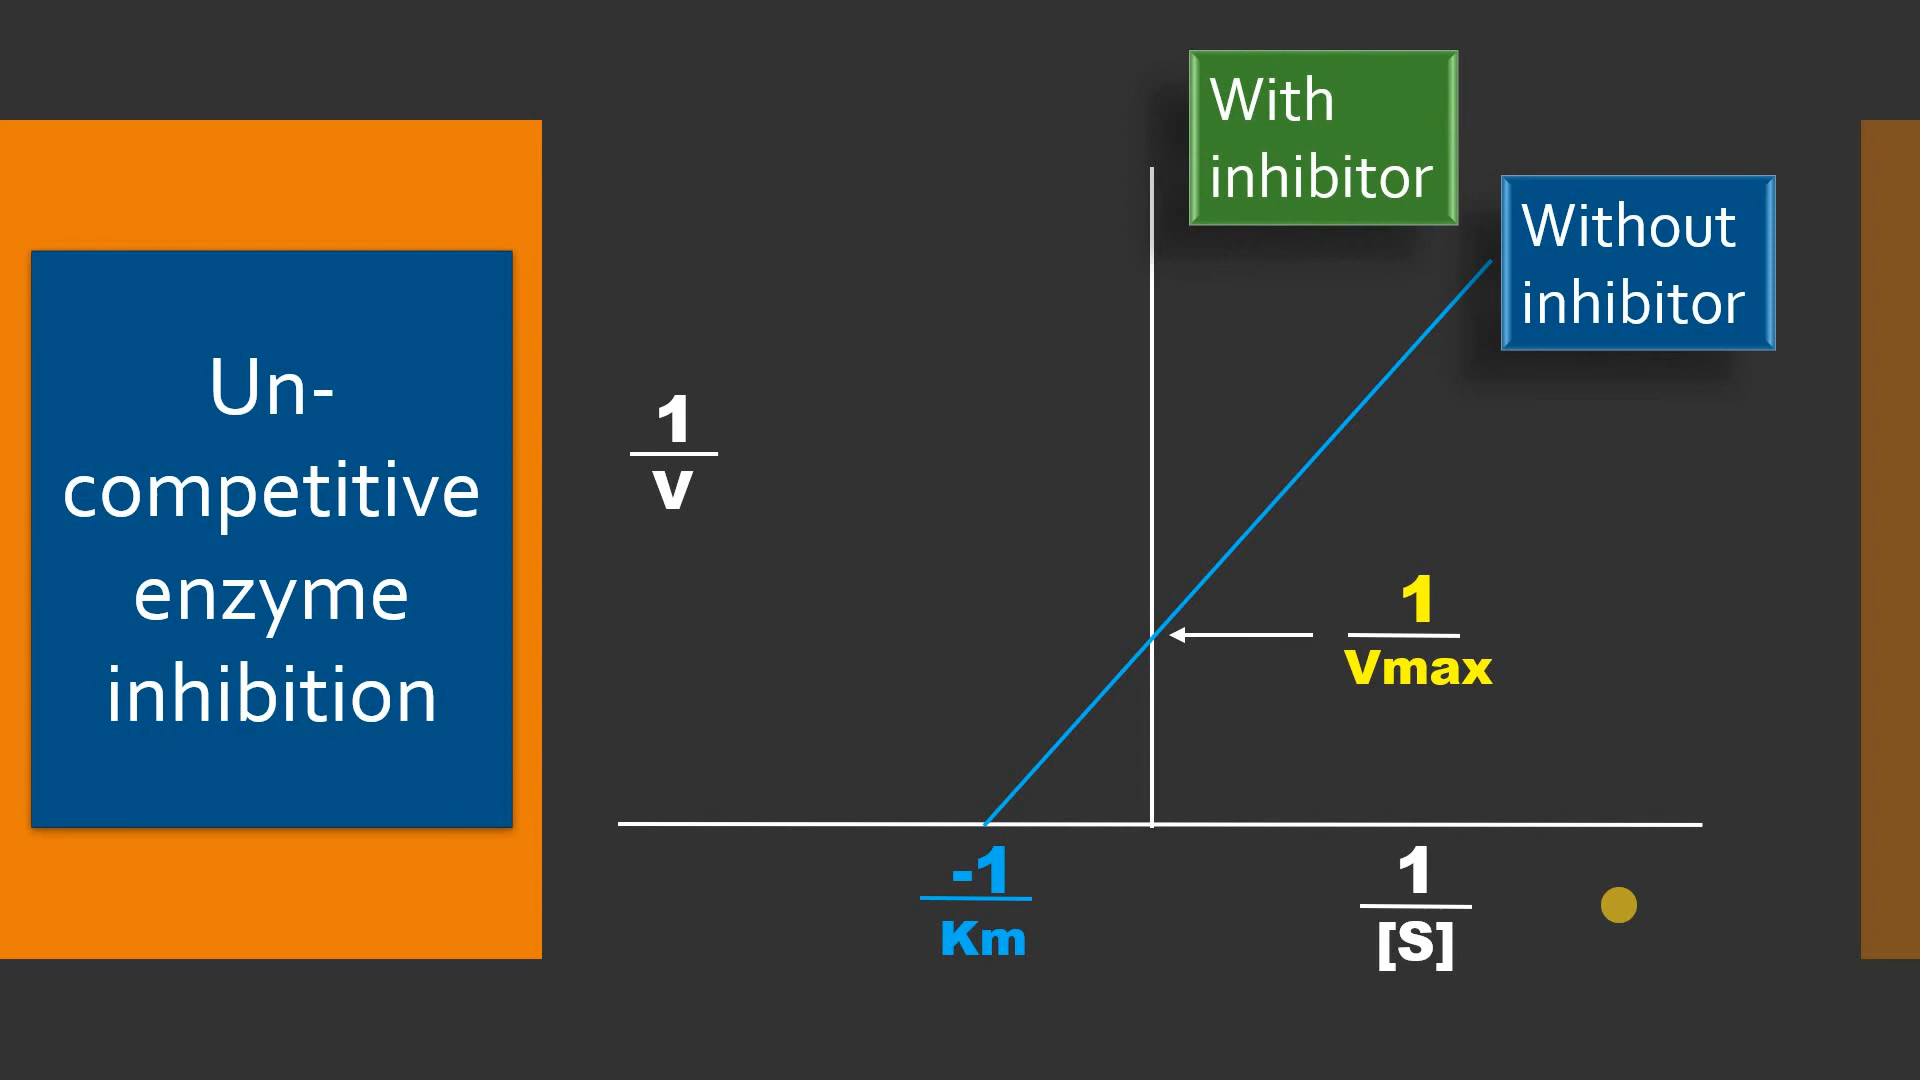 Un-
competitive
enzyme
inhibition
With
inhibitor
Without
inhibitor
1
v
1
Vmax
-1
Km
1
[S]